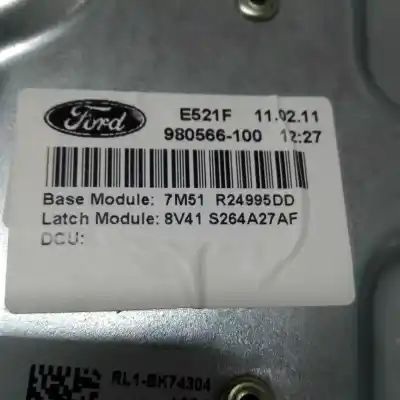 Ford
E521F 11.02.11
980566-100 12:27
Base Module: 7M51 R24995DD
Latch Module: 8V41 S264A27AF
DCU:
RL1-BK74304